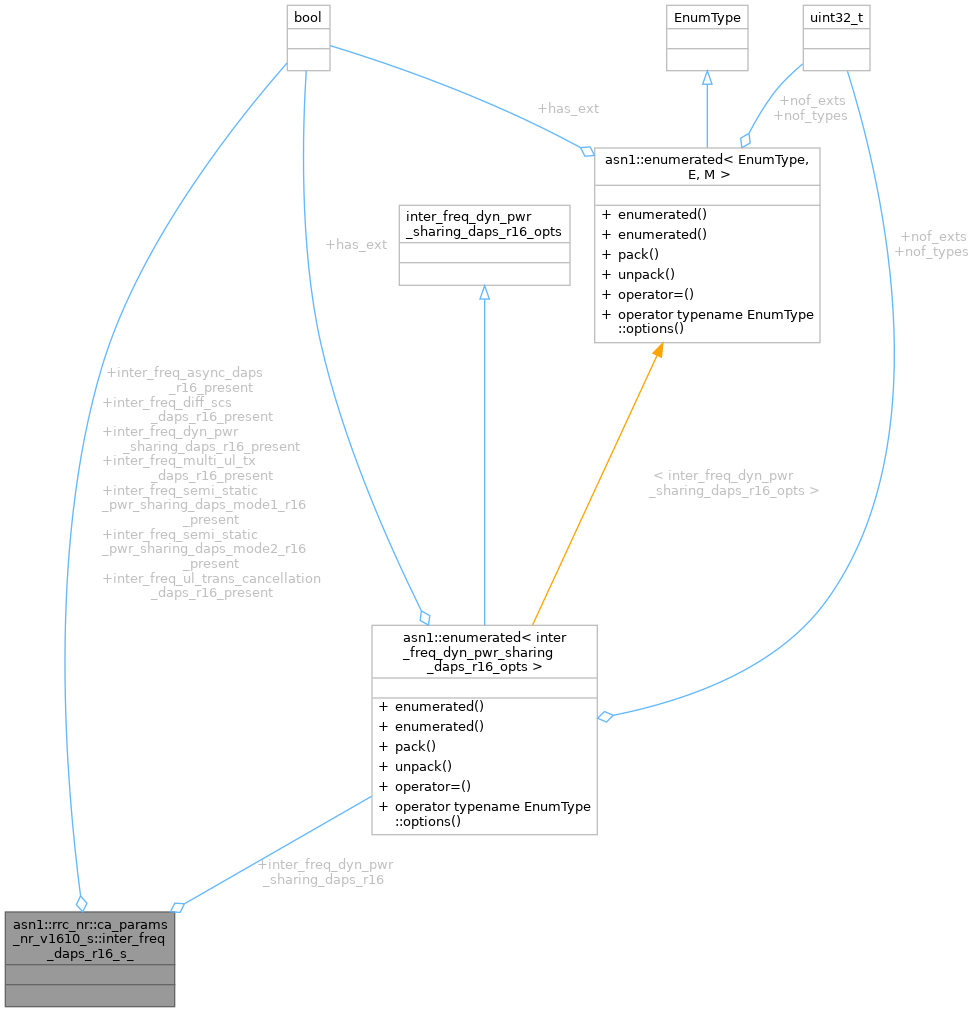 bool
EnumType
uint32_t
+has_ext
+nof_exts
+nof_types
asn1::enumerated< EnumType,
E, M >
+ enumerated()
+ enumerated()
+ pack()
+ unpack()
+ operator=()
+ operator typename EnumType
::options()
inter_freq_dyn_pwr
_sharing_daps_r16_opts
+has_ext
+nof_exts
+nof_types
+inter_freq_async_daps
_r16_present
+inter_freq_diff_scs
_daps_r16_present
+inter_freq_dyn_pwr
_sharing_daps_r16_present
+inter_freq_multi_ul_tx
_daps_r16_present
+inter_freq_semi_static
_pwr_sharing_daps_mode1_r16
_present
+inter_freq_semi_static
_pwr_sharing_daps_mode2_r16
_present
+inter_freq_ul_trans_cancellation
_daps_r16_present
< inter_freq_dyn_pwr
_sharing_daps_r16_opts >
asn1::enumerated< inter
_freq_dyn_pwr_sharing
_daps_r16_opts >
+ enumerated()
+ enumerated()
+ pack()
+ unpack()
+ operator=()
+ operator typename EnumType
::options()
+inter_freq_dyn_pwr
_sharing_daps_r16
asn1::rrc_nr::ca_params
_nr_v1610_s::inter_freq
_daps_r16_s_